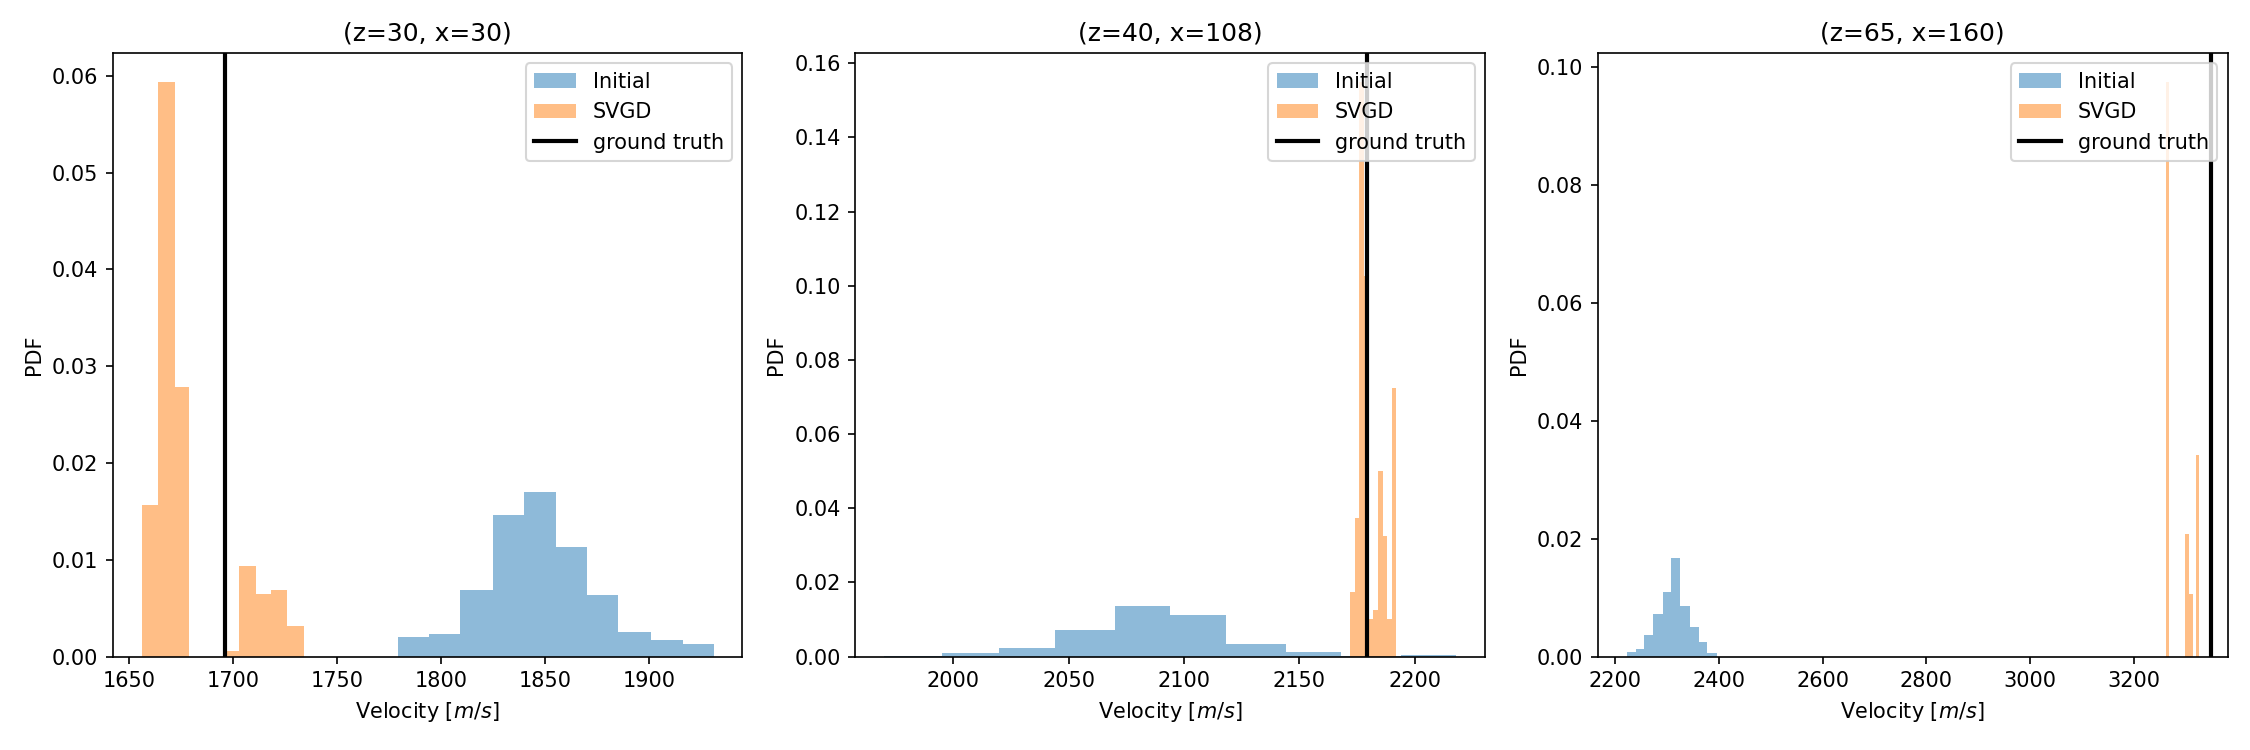 (z=30, x=30)
0.06
0.05
0.04
0.03
0.02
0.01
0.00
PDF
1650 1700 1750 1800 1850 1900
Velocity [m/s]
Initial
SVGD
ground truth
(z=40, x=108)
0.16
0.14
0.12
0.10
0.08
0.06
0.04
0.02
0.00
PDF
2000 2050 2100 2150 2200
Velocity [m/s]
Initial
SVGD
ground truth
(z=65, x=160)
0.10
0.08
0.06
0.04
0.02
0.00
PDF
2200 2400 2600 2800 3000 3200
Velocity [m/s]
Initial
SVGD
ground truth